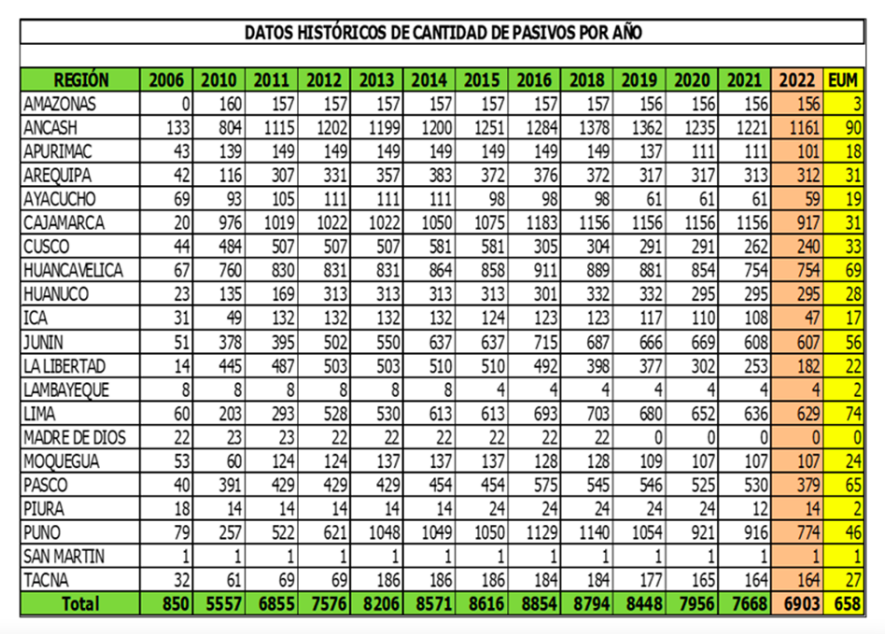 DATOS HISTÓRICOS DE CANTIDAD DE PASIVOS POR AÑO
REGIÓN 2006 2010 2011 2012 2013 2014 2015 2016 2018 2019 2020 2021 2022 EUM
AMAZONAS 0 160 157 157 157 157 157 157 157 156 156 156 156 3
ANCASH 133 804 1115 1202 1199 1200 1251 1284 1378 1362 1235 1221 1161 90
APURIMAC 43 139 149 149 149 149 149 149 149 137 111 111 101 18
AREQUIPA 42 116 307 331 357 383 372 376 372 317 317 313 312 31
AYACUCHO 69 93 105 111 111 111 98 98 98 61 61 61 59 19
CAJAMARCA 20 976 1019 1022 1022 1050 1075 1183 1156 1156 1156 1156 917 31
CUSCO 44 484 507 507 507 581 581 305 304 291 291 262 240 33
HUANCAVELICA 67 760 830 831 831 864 858 911 889 881 854 754 754 69
HUANUCO 23 135 169 313 313 313 313 301 332 332 295 295 295 28
ICA 31 49 132 132 132 132 124 123 123 117 110 108 47 17
JUNIN 51 378 395 502 550 637 637 715 687 666 669 608 607 56
LA LIBERTAD 14 445 487 503 503 510 510 492 398 377 302 253 182 22
LAMBAYEQUE 8 8 8 8 8 8 4 4 4 4 4 4 4 2
LIMA 60 203 293 528 530 613 613 693 703 680 652 636 629 74
MADRE DE DIOS 22 23 23 22 22 22 22 22 22 0 0 0 0 0
MOQUEGUA 53 60 124 124 137 137 137 128 128 109 107 107 107 24
PASCO 40 391 429 429 429 454 454 575 545 546 525 530 379 65
PIURA 18 14 14 14 14 14 24 24 24 24 24 12 14 2
PUNO 79 257 522 621 1048 1049 1050 1129 1140 1054 921 916 774 46
SAN MARTIN 1 1 1 1 1 1 1 1 1 1 1 1 1 1
TACNA 32 61 69 69 186 186 186 184 184 177 165 164 164 27
Total 850 5557 6855 7576 8206 8571 8616 8854 8794 8448 7956 7668 6903 658